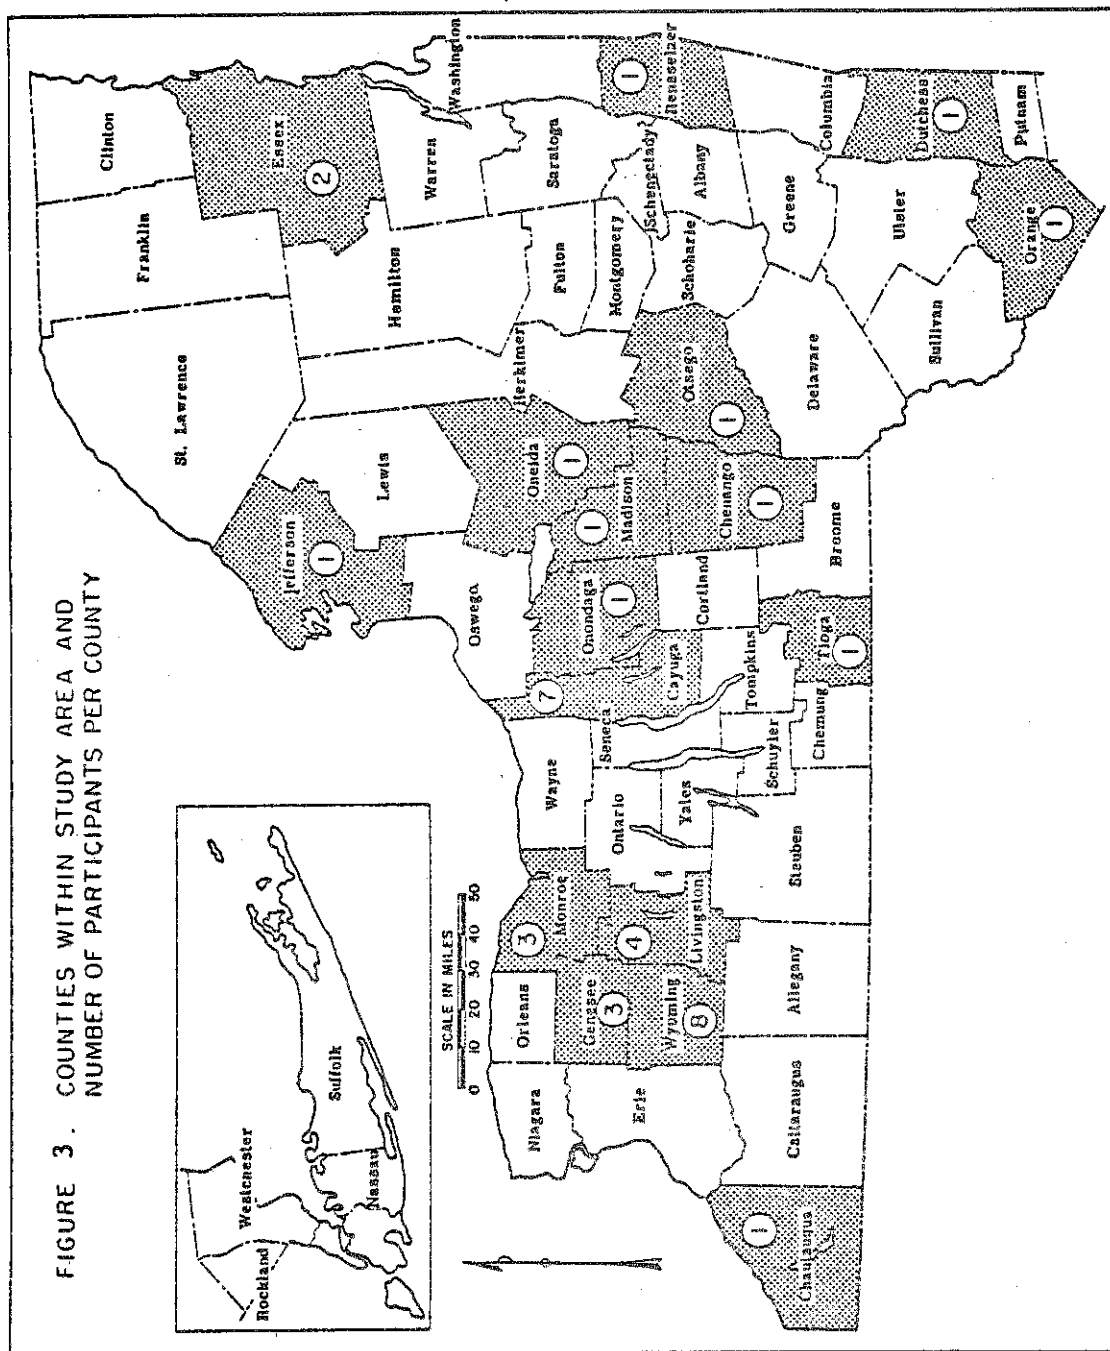 FIGURE 3. COUNTIES WITHIN STUDY AREA AND
NUMBER OF PARTICIPANTS PER COUNTY
Rockland
Westchester
Nassau
Suffolk
SCALE IN MILES
0 10 20 30 40 50
Clinton
Franklin
St. Lawrence
Essex
2
Jefferson
1
Lewis
Hamilton
Warren
Washington
Herkimer
Oneida
1
Oswego
Fulton
Saratoga
Montgomery
Schenectady
Niagara
Orleans
Monroe
3
Wayne
7
Cayuga
Onondaga
1
Madison
1
Genesee
3
Erie
Wyoming
8
Livingston
4
Ontario
Yates
Seneca
Cortland
Chenango
1
Otsego
1
Schoharie
Albany
Rensselaer
1
Chautauqua
1
Cattaraugus
Allegany
Steuben
Schuyler
Tompkins
Chemung
Tioga
1
Broome
Delaware
Greene
Columbia
Ulster
Sullivan
Dutchess
1
Orange
1
Putnam